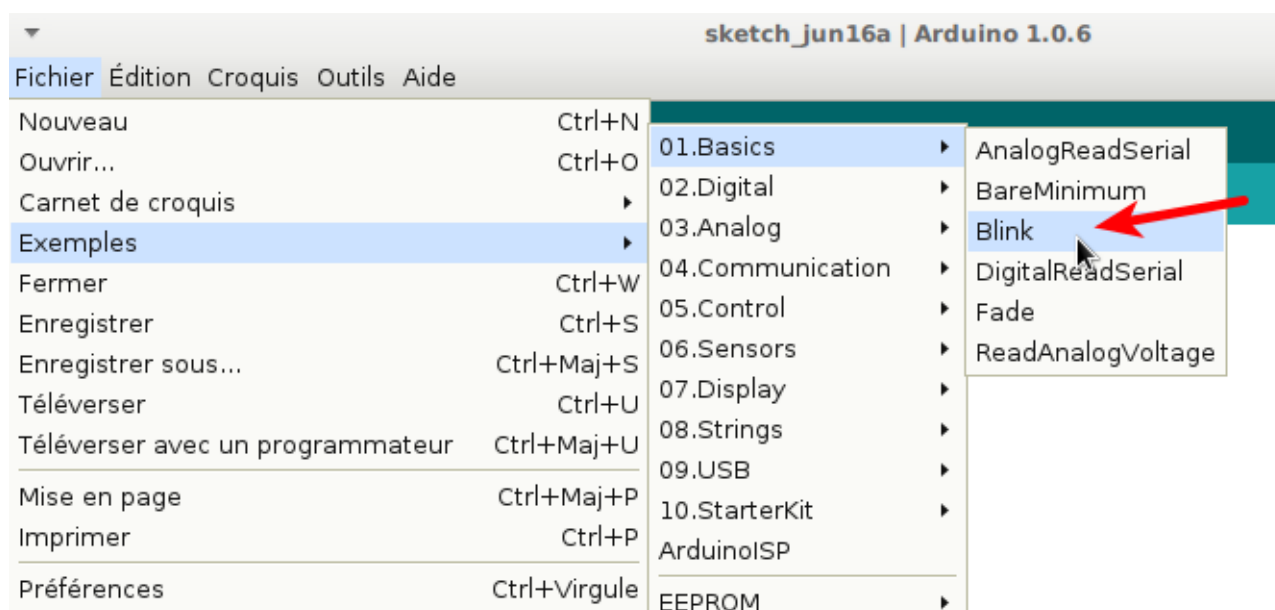 sketch_jun16a | Arduino 1.0.6
Fichier Édition Croquis Outils Aide
Nouveau Ctrl+N
Ouvrir... Ctrl+O
Carnet de croquis
Exemples
Fermer Ctrl+W
Enregistrer Ctrl+S
Enregistrer sous... Ctrl+Maj+S
Téléverser Ctrl+U
Téléverser avec un programmateur Ctrl+Maj+U
Mise en page Ctrl+Maj+P
Imprimer Ctrl+P
Préférences Ctrl+Virgule
01.Basics
02.Digital
03.Analog
04.Communication
05.Control
06.Sensors
07.Display
08.Strings
09.USB
10.StarterKit
ArduinoISP
EEPROM
AnalogReadSerial
BareMinimum
Blink
DigitalReadSerial
Fade
ReadAnalogVoltage